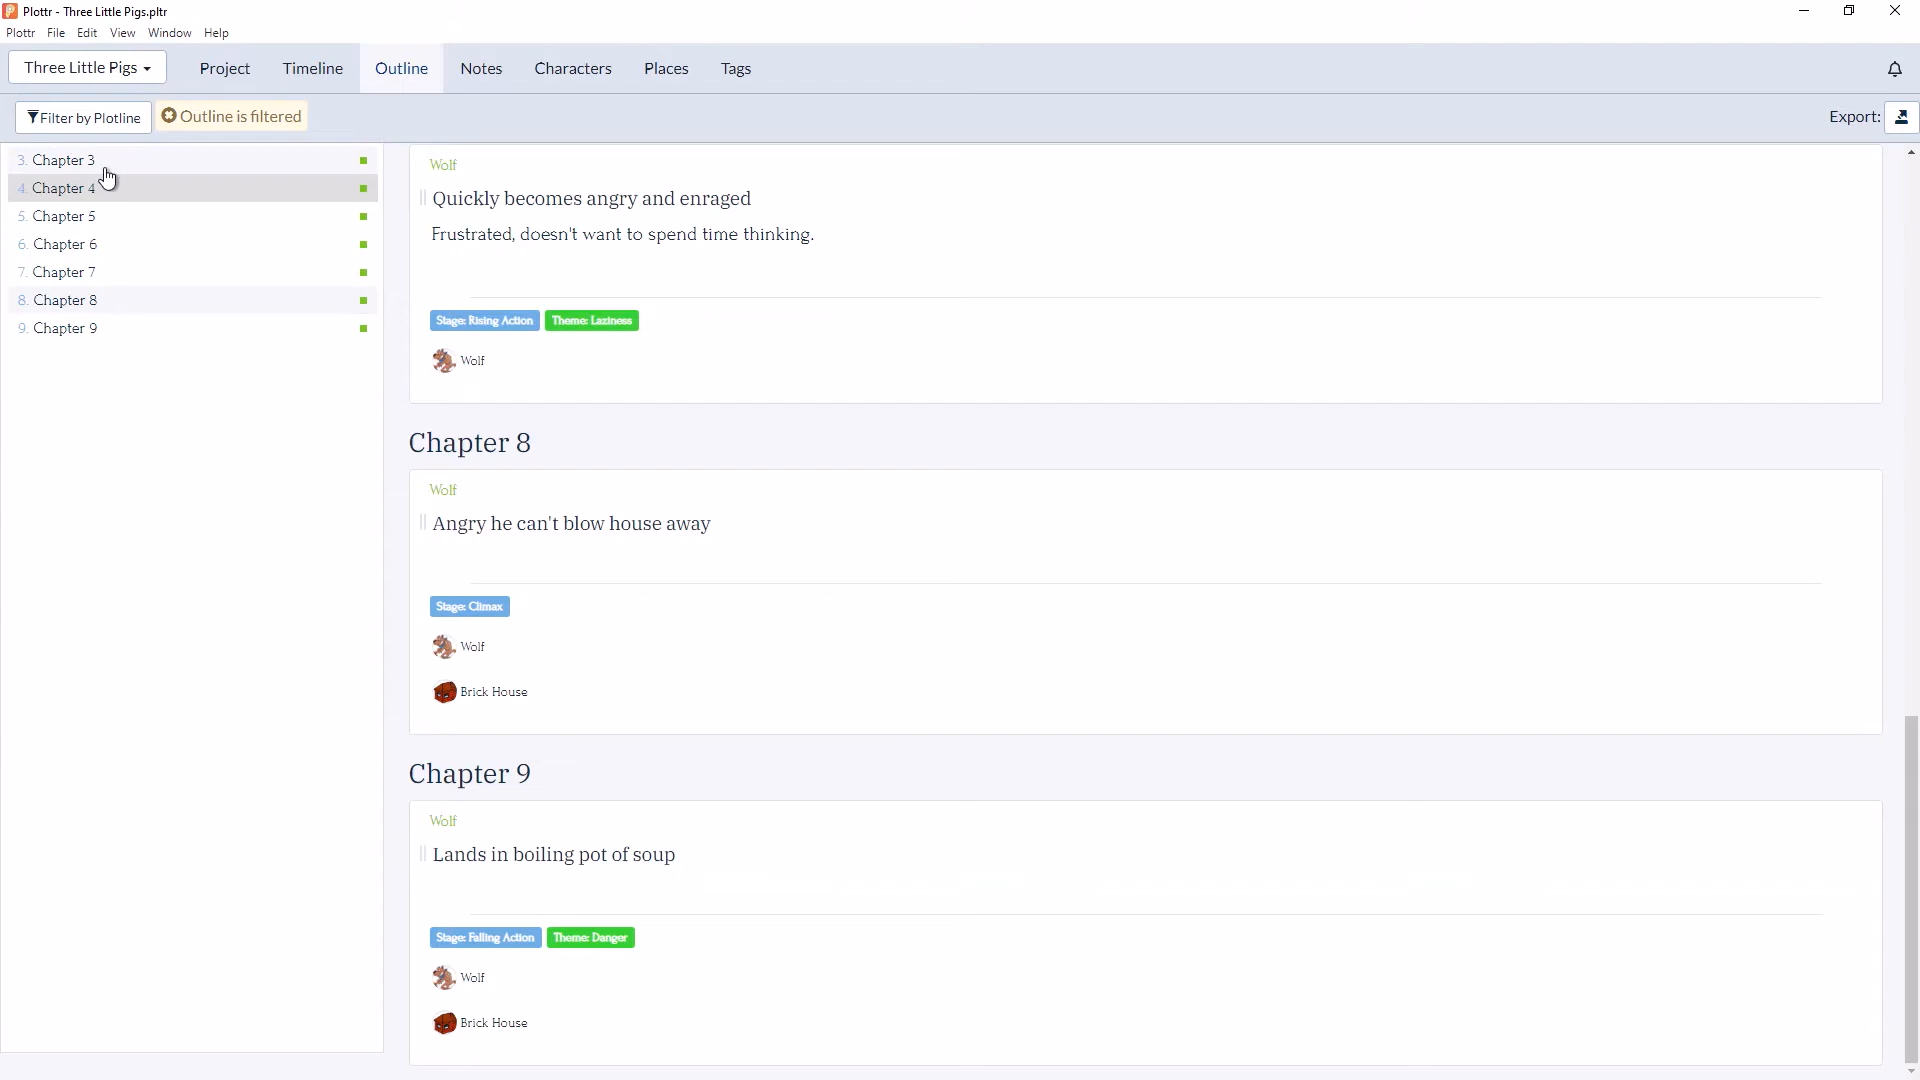 Plottr - Three Little Pigs.pltr
Plottr File Edit View Window Help
Three Little Pigs Project Timeline Outline Notes Characters Places Tags
Filter by Plotline Outline is filtered Export:
3. Chapter 3
4. Chapter 4
5. Chapter 5
6. Chapter 6
7. Chapter 7
8. Chapter 8
9. Chapter 9
Wolf
Quickly becomes angry and enraged
Frustrated, doesn't want to spend time thinking.
Stage: Rising Action Theme: Laziness
Wolf
Chapter 8
Wolf
Angry he can't blow house away
Stage: Climax
Wolf
Brick House
Chapter 9
Wolf
Lands in boiling pot of soup
Stage: Falling Action Theme: Danger
Wolf
Brick House